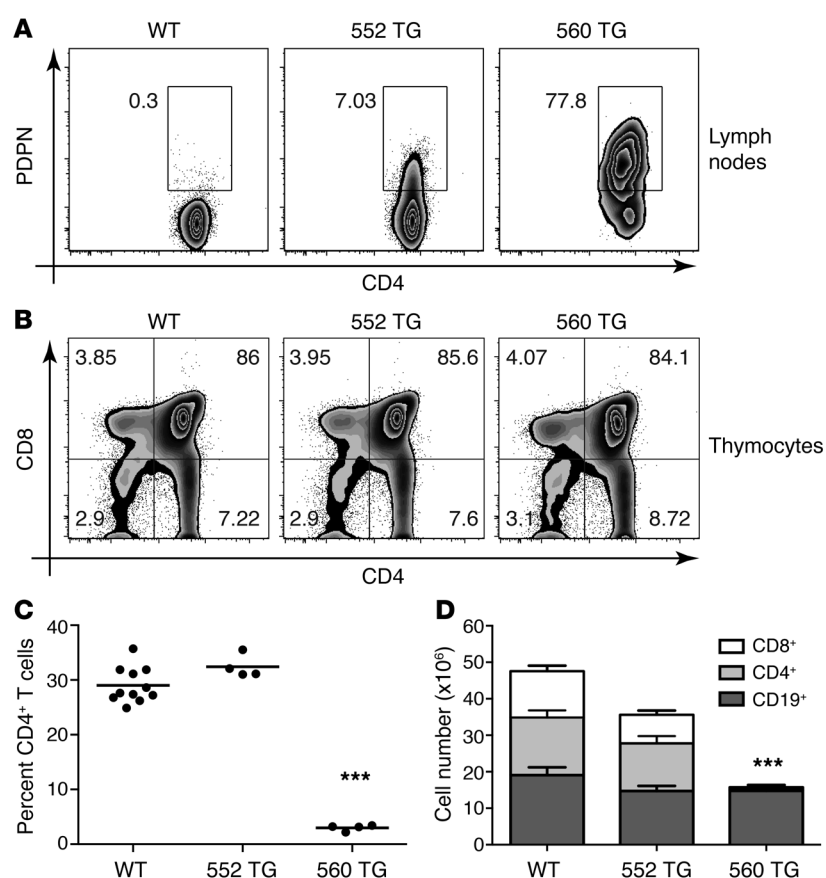 A
WT
552 TG
560 TG
0.3
7.03
77.8
PDPN
Lymph
nodes
CD4
B
WT
552 TG
560 TG
3.85
86
3.95
85.6
4.07
84.1
CD8
Thymocytes
2.9
7.22
2.9
7.6
3.1
8.72
CD4
C
Percent CD4⁺ T cells
40
30
20
10
0
***
WT
552 TG
560 TG
D
Cell number (x10⁶)
60
50
40
30
20
10
0
CD8⁺
CD4⁺
CD19⁺
***
WT
552 TG
560 TG